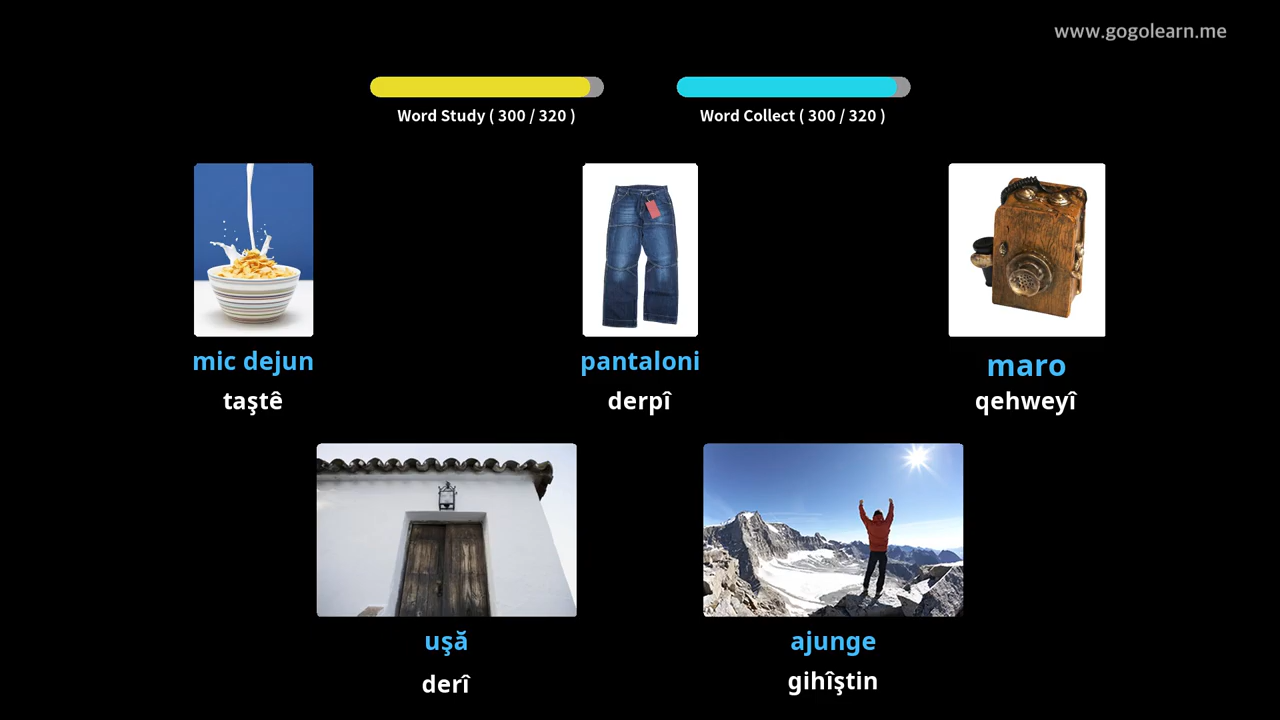 www.gogolearn.me
Word Study ( 300 / 320 )
Word Collect ( 300 / 320 )
mic dejun
taştê
pantaloni
derpî
maro
qehweyî
uşă
derî
ajunge
gihîştin